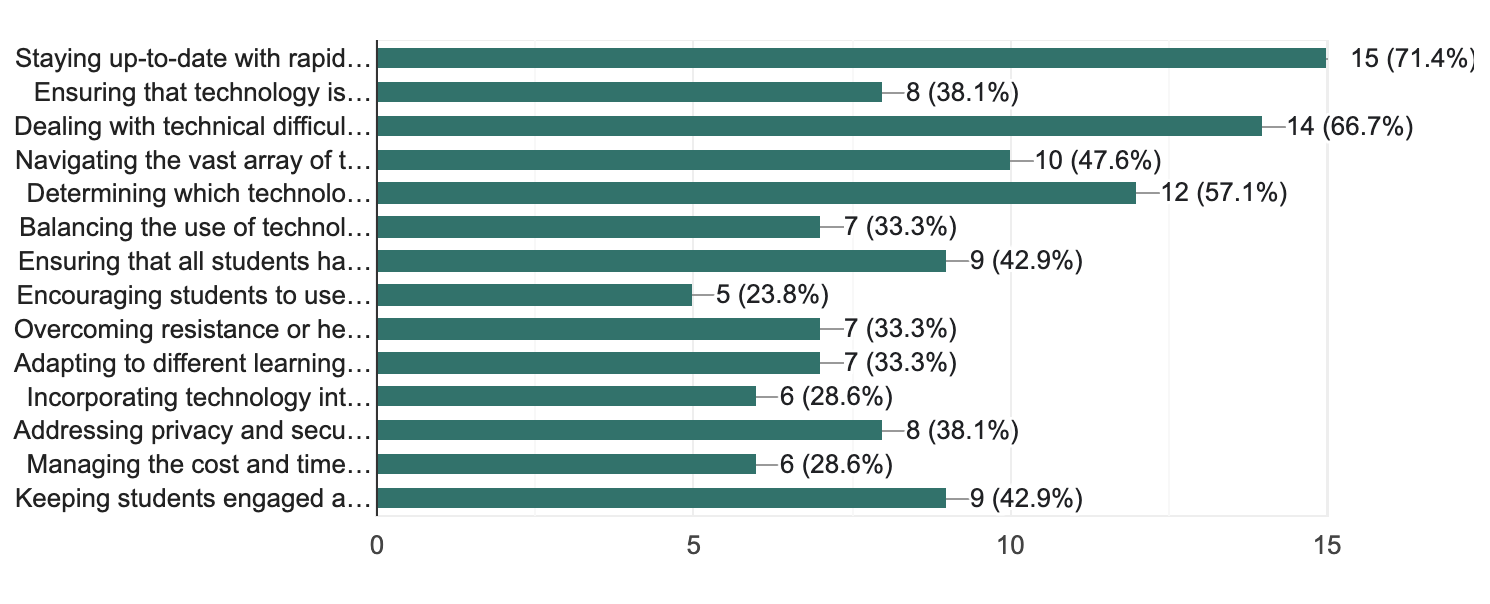 Staying up-to-date with rapid… 15 (71.4%)
Ensuring that technology is… 8 (38.1%)
Dealing with technical difficul… 14 (66.7%)
Navigating the vast array of t… 10 (47.6%)
Determining which technolo… 12 (57.1%)
Balancing the use of technol… 7 (33.3%)
Ensuring that all students ha… 9 (42.9%)
Encouraging students to use… 5 (23.8%)
Overcoming resistance or he… 7 (33.3%)
Adapting to different learning… 7 (33.3%)
Incorporating technology int… 6 (28.6%)
Addressing privacy and secu… 8 (38.1%)
Managing the cost and time… 6 (28.6%)
Keeping students engaged a… 9 (42.9%)
0 5 10 15